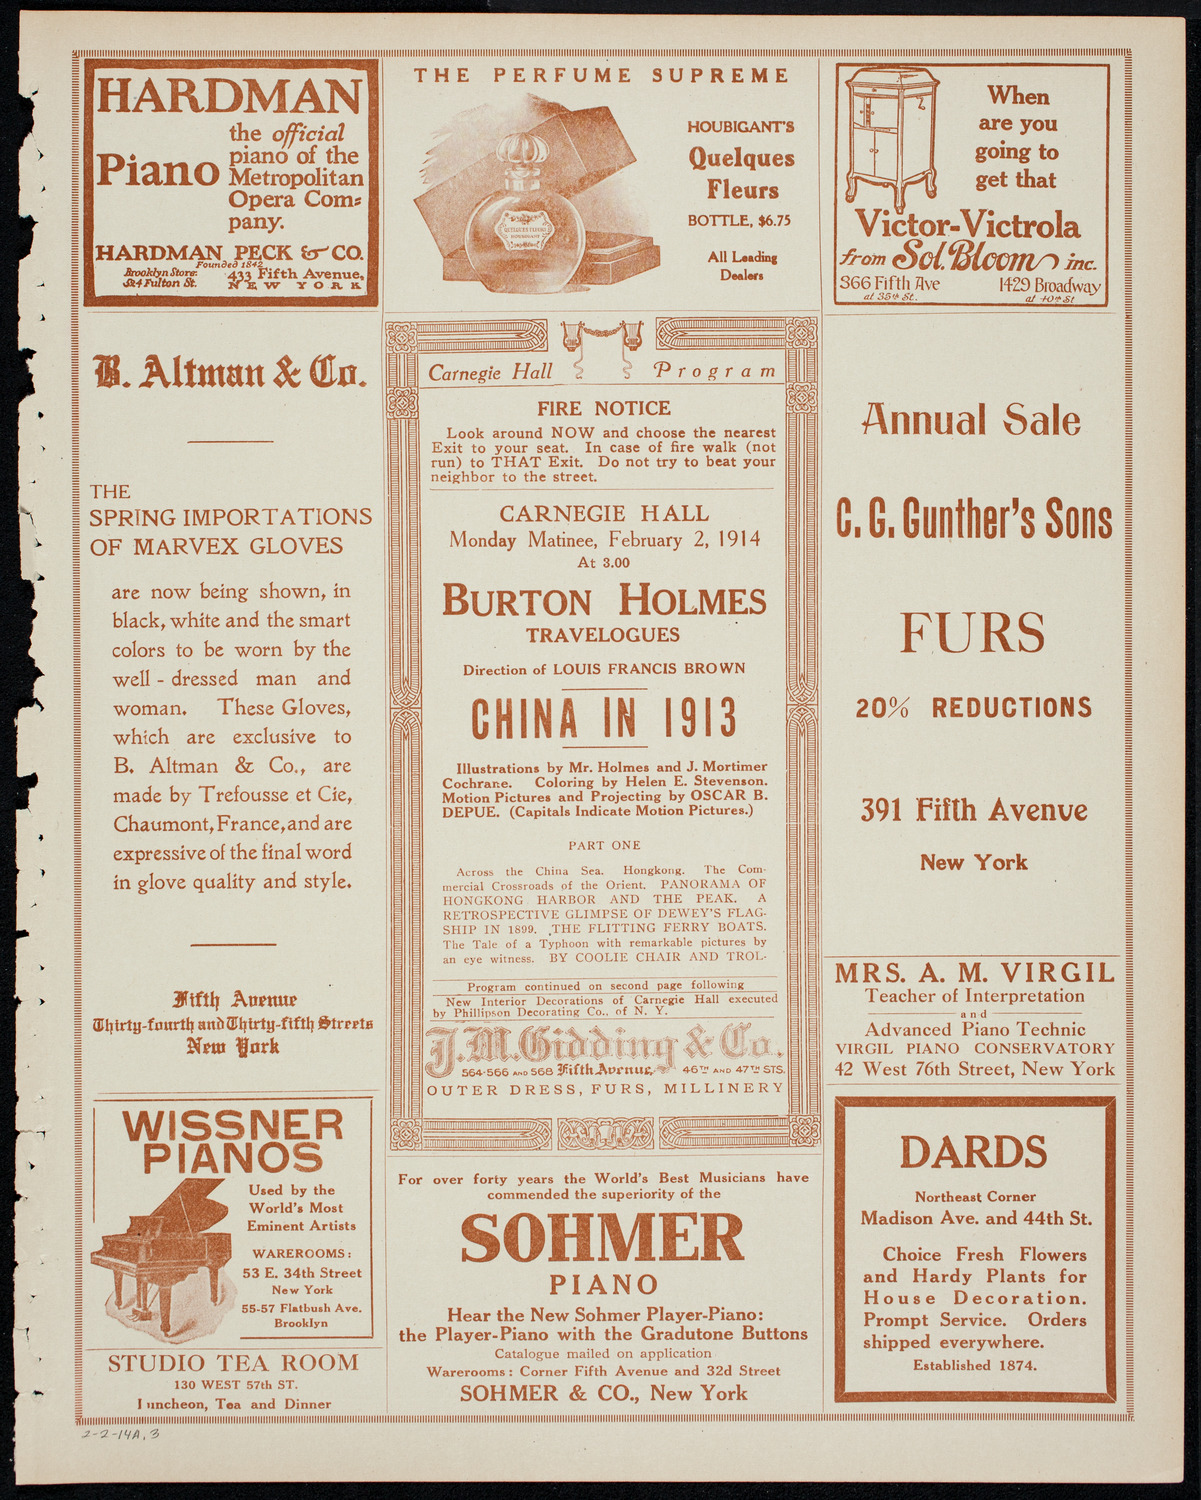 HARDMAN
the official
Piano
piano of the
Metropolitan
Opera Com-
pany.
HARDMAN, PECK & CO.
Founded 1842
Brooklyn Store:
524 Fulton St.
433 Fifth Avenue,
NEW YORK
THE PERFUME SUPREME
HOUBIGANT'S
Quelques
Fleurs
BOTTLE, $6.75
All Leading
Dealers
When
are you
going to
get that
Victor-Victrola
from Sol. Bloom inc.
366 Fifth Ave
at 35th St.
1429 Broadway
at 40th St
B. Altman & Co.
THE
SPRING IMPORTATIONS
OF MARVEX GLOVES
are now being shown, in
black, white and the smart
colors to be worn by the
well - dressed man and
woman. These Gloves,
which are exclusive to
B. Altman & Co., are
made by Trefousse et Cie,
Chaumont, France, and are
expressive of the final word
in glove quality and style.
Fifth Avenue
Thirty-fourth and Thirty-fifth Streets
New York
WISSNER
PIANOS
Used by the
World's Most
Eminent Artists
WAREROOMS:
53 E. 34th Street
New York
55-57 Flatbush Ave.
Brooklyn
STUDIO TEA ROOM
130 WEST 57th ST.
Luncheon, Tea and Dinner
Carnegie Hall Program
FIRE NOTICE
Look around NOW and choose the nearest
Exit to your seat. In case of fire walk (not
run) to THAT Exit. Do not try to beat your
neighbor to the street.
CARNEGIE HALL
Monday Matinee, February 2, 1914
At 3.00
BURTON HOLMES
TRAVELOGUES
Direction of LOUIS FRANCIS BROWN
CHINA IN 1913
Illustrations by Mr. Holmes and J. Mortimer
Cochrane. Coloring by Helen E. Stevenson.
Motion Pictures and Projecting by OSCAR B.
DEPUE. (Capitals Indicate Motion Pictures.)
PART ONE
Across the China Sea. Hongkong. The Com-
mercial Crossroads of the Orient. PANORAMA OF
HONGKONG HARBOR AND THE PEAK. A
RETROSPECTIVE GLIMPSE OF DEWEY'S FLAG-
SHIP IN 1899. THE FLITTING FERRY BOATS.
The Tale of a Typhoon with remarkable pictures by
an eye witness. BY COOLIE CHAIR AND TROL-
Program continued on second page following
New Interior Decorations of Carnegie Hall executed
by Phillipson Decorating Co., of N. Y.
J.M. Gidding & Co.
564-566 AND 568 Fifth Avenue 46TH AND 47TH STS.
OUTER DRESS, FURS, MILLINERY
For over forty years the World's Best Musicians have
commended the superiority of the
SOHMER
PIANO
Hear the New Sohmer Player-Piano:
the Player-Piano with the Gradutone Buttons
Catalogue mailed on application
Warerooms: Corner Fifth Avenue and 32d Street
SOHMER & CO., New York
Annual Sale
C. G. Gunther's Sons
FURS
20% REDUCTIONS
391 Fifth Avenue
New York
MRS. A. M. VIRGIL
Teacher of Interpretation
and
Advanced Piano Technic
VIRGIL PIANO CONSERVATORY
42 West 76th Street, New York
DARDS
Northeast Corner
Madison Ave. and 44th St.
Choice Fresh Flowers
and Hardy Plants for
House Decoration.
Prompt Service. Orders
shipped everywhere.
Established 1874.
2-2-14A, 3